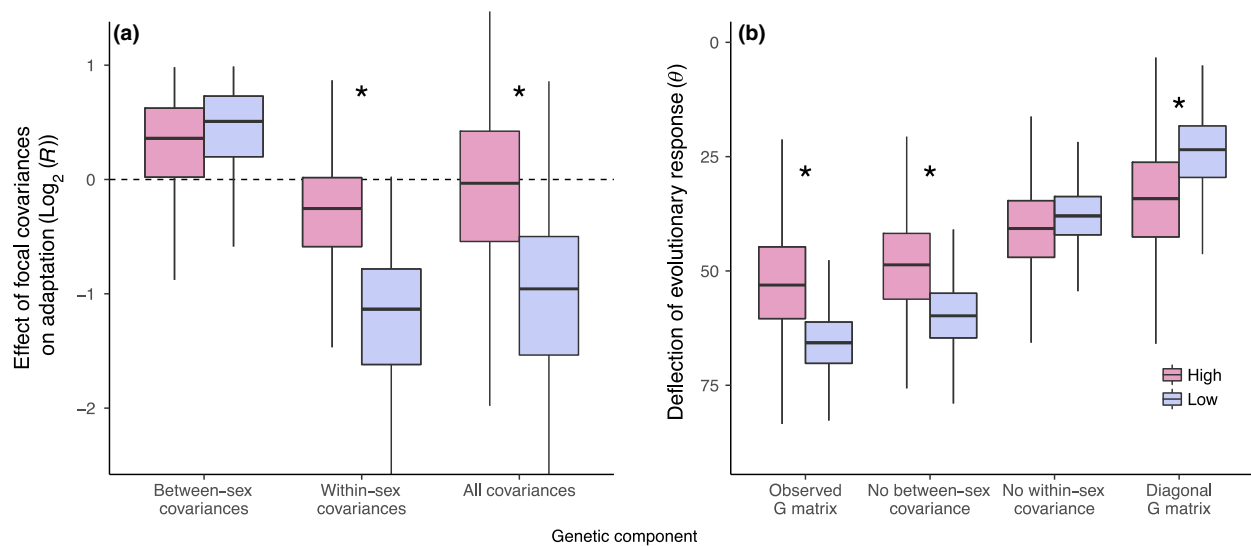 (a)
Effect of focal covariances
on adaptation (Log2 (R))
1
0
−1
−2
*
*
Between−sex
covariances
Within−sex
covariances
All covariances
(b)
Deflection of evolutionary response (θ)
0
25
50
75
*
*
*
High
Low
Observed
G matrix
No between−sex
covariance
No within−sex
covariance
Diagonal
G matrix
Genetic component